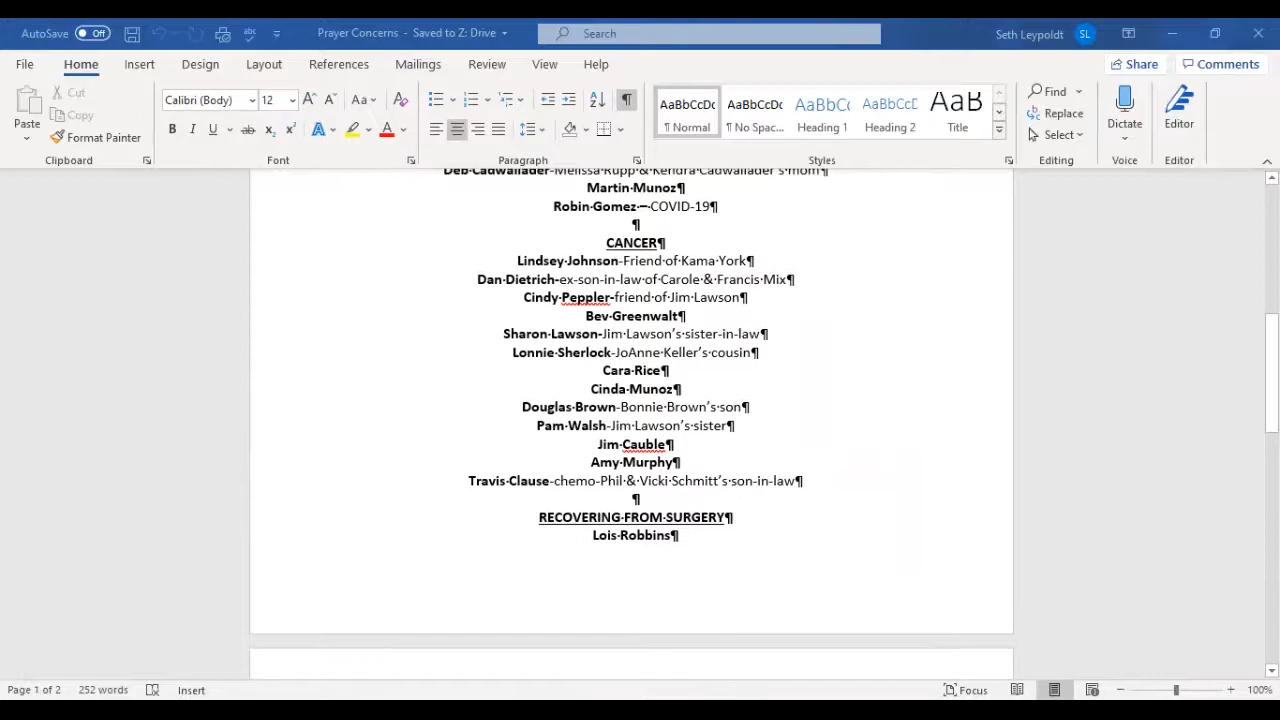 AutoSave Off Prayer Concerns - Saved to Z: Drive Search Seth Leypoldt SL
File Home Insert Design Layout References Mailings Review View Help Share Comments
Paste Cut Copy Format Painter
Clipboard
Calibri (Body) 12
Font
Paragraph
AaBbCcDc AaBbCcDc AaBbCc AaBbCcD AaB
¶ Normal ¶ No Spac... Heading 1 Heading 2 Title
Styles
Find Replace Select
Editing
Dictate
Voice
Editor
Editor
Deb·Cadwallader-Melissa·Rupp·&·Kendra·Cadwallader's·mom¶
Martin·Munoz¶
Robin·Gomez·–·COVID-19¶
¶
CANCER¶
Lindsey·Johnson-Friend·of·Kama·York¶
Dan·Dietrich-ex-son-in-law·of·Carole·&·Francis·Mix¶
Cindy·Peppler-friend·of·Jim·Lawson¶
Bev·Greenwalt¶
Sharon·Lawson-Jim·Lawson's·sister-in-law¶
Lonnie·Sherlock-JoAnne·Keller's·cousin¶
Cara·Rice¶
Cinda·Munoz¶
Douglas·Brown-Bonnie·Brown's·son¶
Pam·Walsh-Jim·Lawson's·sister¶
Jim·Cauble¶
Amy·Murphy¶
Travis·Clause-chemo-Phil·&·Vicki·Schmitt's·son-in-law¶
¶
RECOVERING·FROM·SURGERY¶
Lois·Robbins¶
Page 1 of 2 252 words Insert Focus 100%